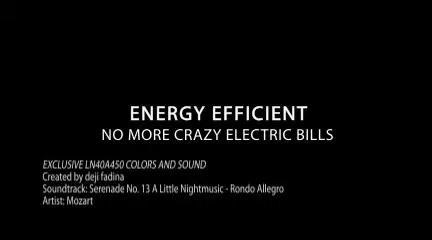 ENERGY EFFICIENT
NO MORE CRAZY ELECTRIC BILLS
EXCLUSIVE LN40A450 COLORS AND SOUND
Created by deji fadina
Soundtrack: Serenade No. 13 A Little Nightmusic - Rondo Allegro
Artist: Mozart